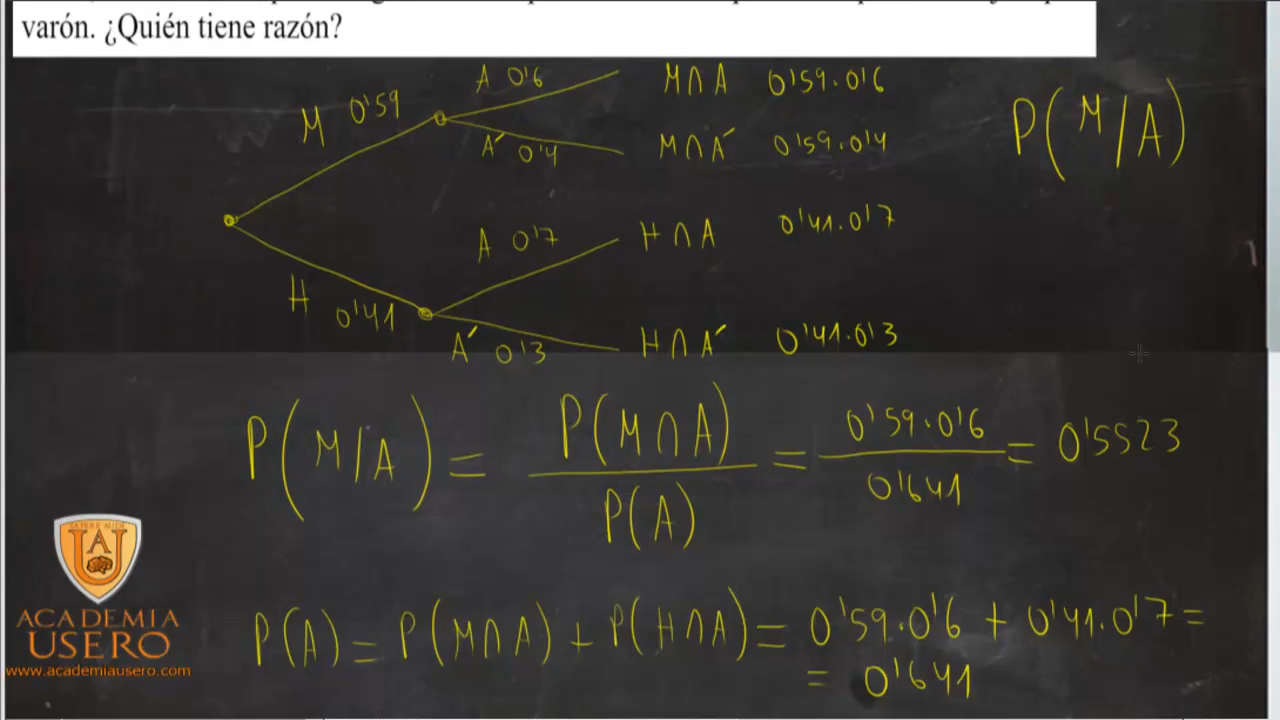 varón. ¿Quién tiene razón?
A 0'6
M∩A 0'59·0'6
M 0'59
P(M/A)
A´ 0'4
M∩A´ 0'59·0'4
A 0'7
H∩A 0'41·0'7
H 0'41
A´ 0'3
H∩A´ 0'41·0'3
P(M/A) = P(M∩A) / P(A) = 0'59·0'6 / 0'641 = 0'5523
SAPERE AUDE
AU
ACADEMIA
USERO
www.academiausero.com
P(A) = P(M∩A) + P(H∩A) = 0'59·0'6 + 0'41·0'7 =
= 0'641